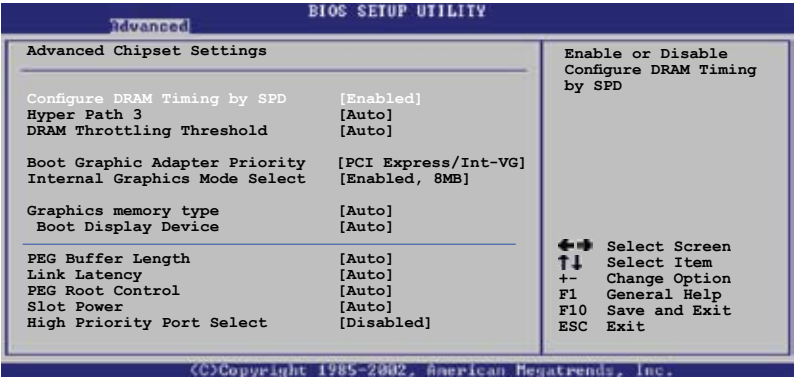 BIOS SETUP UTILITY
Advanced
Advanced Chipset Settings
Configure DRAM Timing by SPD [Enabled]
Hyper Path 3 [Auto]
DRAM Throttling Threshold [Auto]
Boot Graphic Adapter Priority [PCI Express/Int-VG]
Internal Graphics Mode Select [Enabled, 8MB]
Graphics memory type [Auto]
Boot Display Device [Auto]
PEG Buffer Length [Auto]
Link Latency [Auto]
PEG Root Control [Auto]
Slot Power [Auto]
High Priority Port Select [Disabled]
Enable or Disable
Configure DRAM Timing
by SPD
←→ Select Screen
↑↓ Select Item
+- Change Option
F1 General Help
F10 Save and Exit
ESC Exit
(C)Copyright 1985-2002, American Megatrends, Inc.